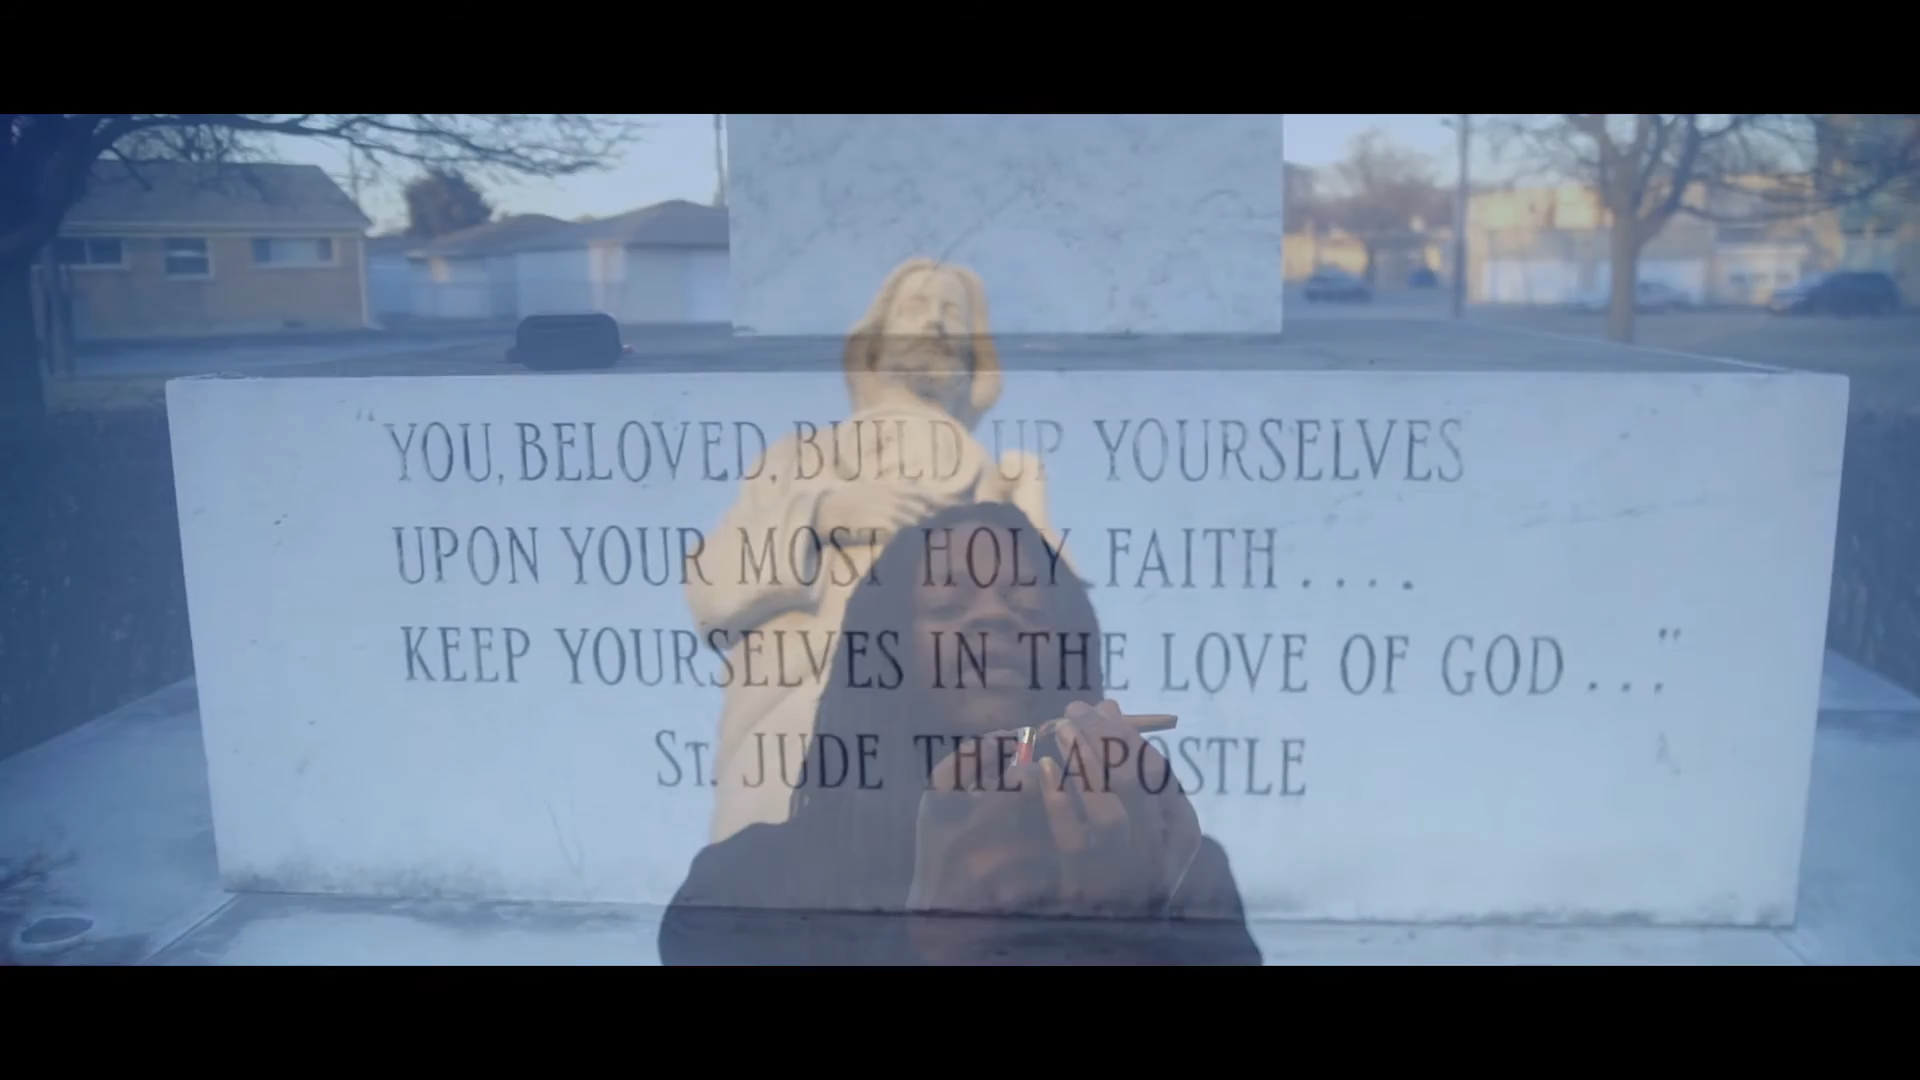 "YOU, BELOVED, BUILD UP YOURSELVES
UPON YOUR MOST HOLY FAITH....
KEEP YOURSELVES IN THE LOVE OF GOD..."
ST. JUDE THE APOSTLE